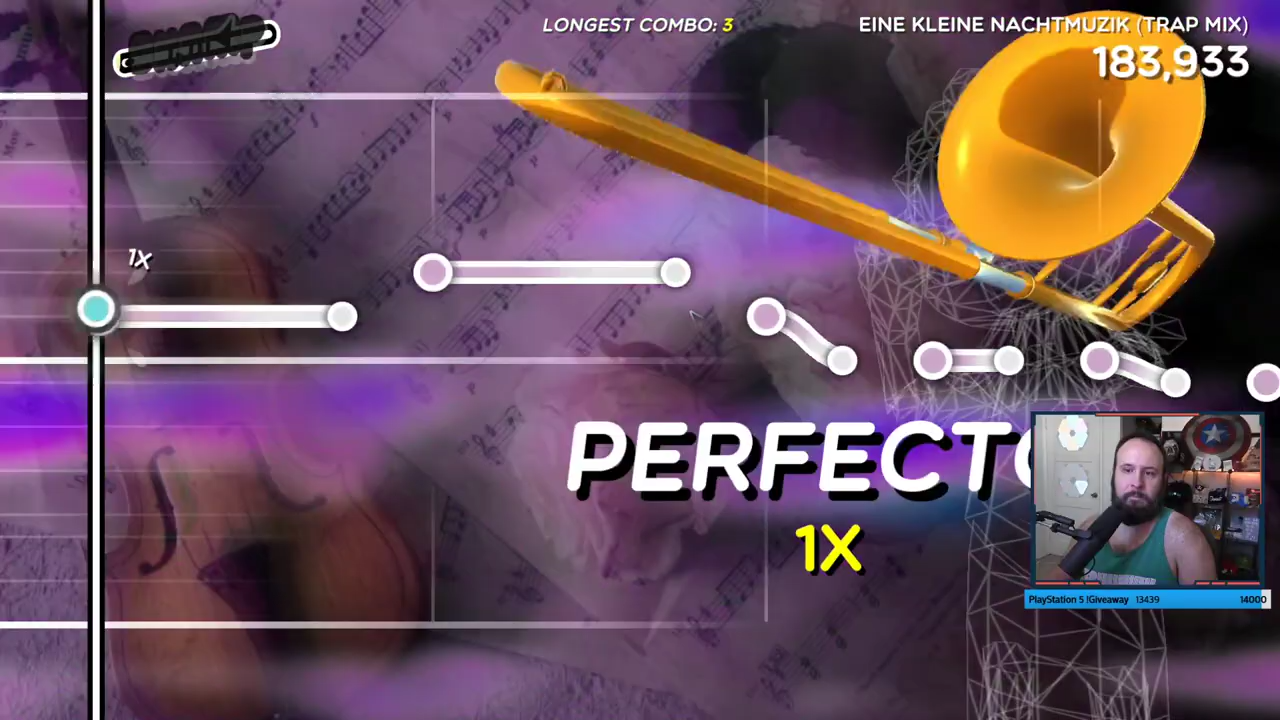 LONGEST COMBO: 3
EINE KLEINE NACHTMUZIK (TRAP MIX)
183,933
1X
PERFECTO
1X
PlayStation 5 !Giveaway 13439 14000